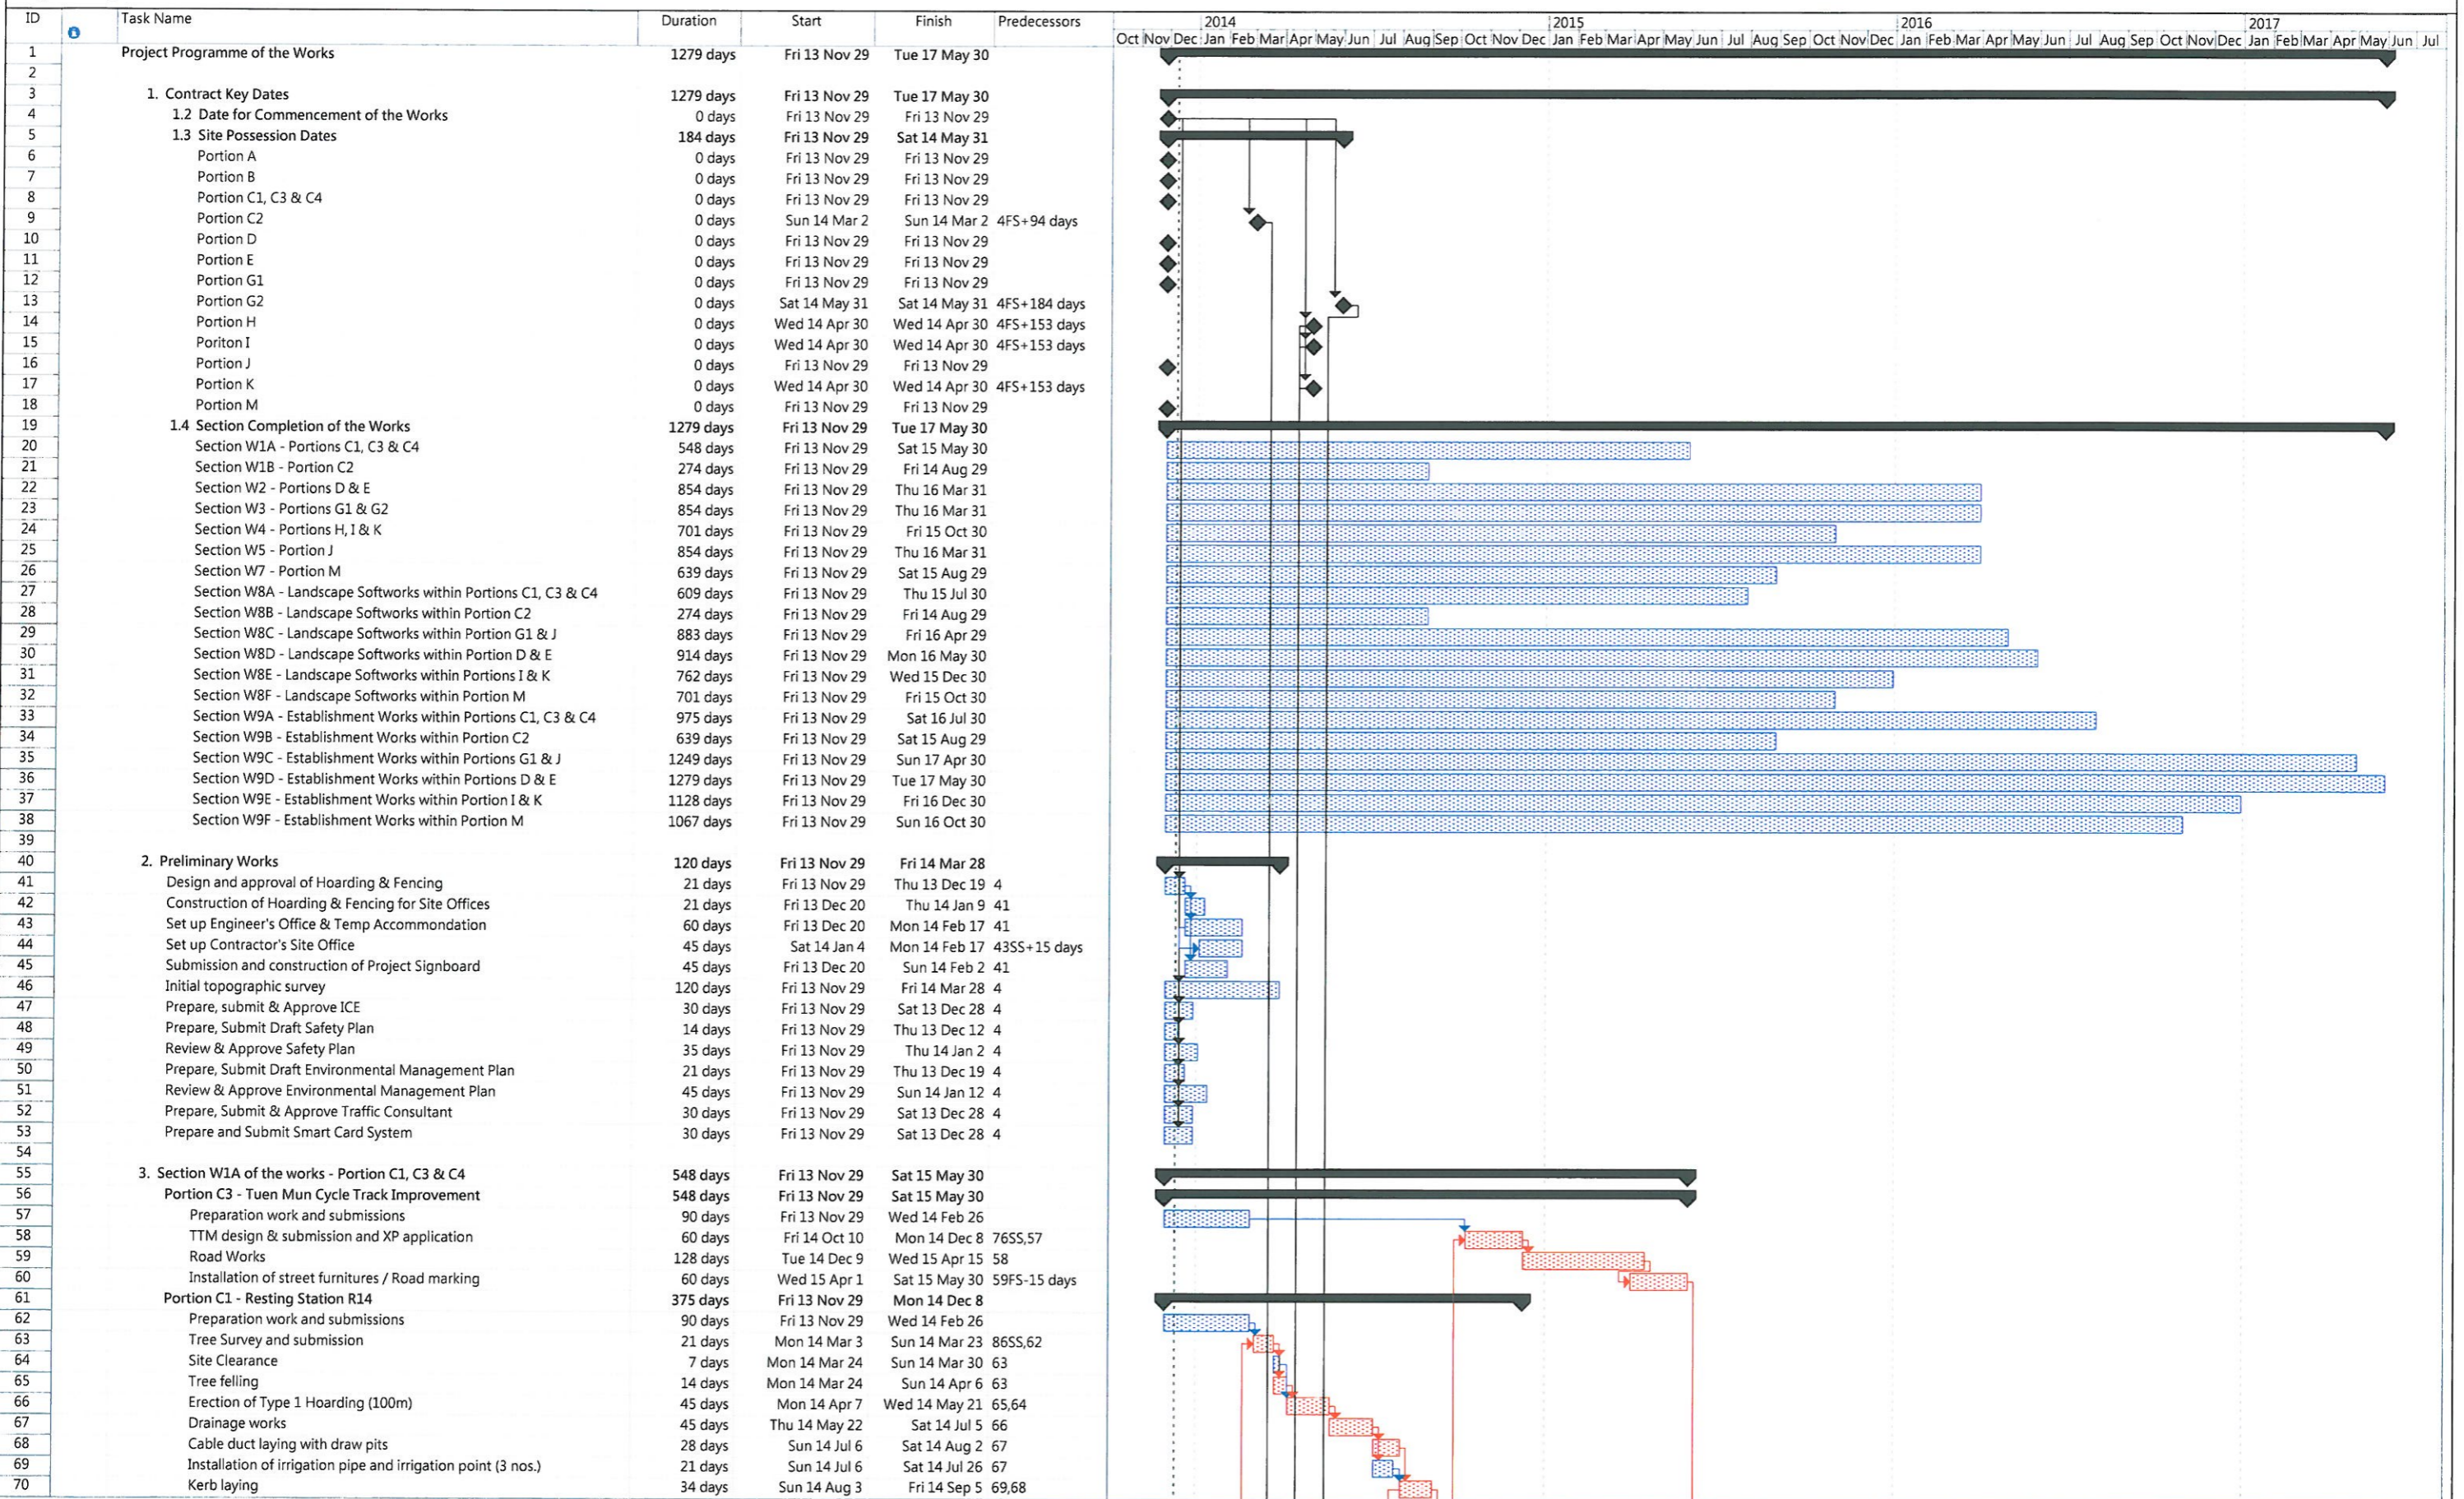 ID Task Name Duration Start Finish Predecessors 2014 2015 2016 2017
Oct Nov Dec Jan Feb Mar Apr May Jun Jul Aug Sep Oct Nov Dec Jan Feb Mar Apr May Jun Jul Aug Sep Oct Nov Dec Jan Feb Mar Apr May Jun Jul Aug Sep Oct Nov Dec Jan Feb Mar Apr May Jun Jul
1 Project Programme of the Works 1279 days Fri 13 Nov 29 Tue 17 May 30
2
3 1. Contract Key Dates 1279 days Fri 13 Nov 29 Tue 17 May 30
4 1.2 Date for Commencement of the Works 0 days Fri 13 Nov 29 Fri 13 Nov 29
5 1.3 Site Possession Dates 184 days Fri 13 Nov 29 Sat 14 May 31
6 Portion A 0 days Fri 13 Nov 29 Fri 13 Nov 29
7 Portion B 0 days Fri 13 Nov 29 Fri 13 Nov 29
8 Portion C1, C3 & C4 0 days Fri 13 Nov 29 Fri 13 Nov 29
9 Portion C2 0 days Sun 14 Mar 2 Sun 14 Mar 2 4FS+94 days
10 Portion D 0 days Fri 13 Nov 29 Fri 13 Nov 29
11 Portion E 0 days Fri 13 Nov 29 Fri 13 Nov 29
12 Portion G1 0 days Fri 13 Nov 29 Fri 13 Nov 29
13 Portion G2 0 days Sat 14 May 31 Sat 14 May 31 4FS+184 days
14 Portion H 0 days Wed 14 Apr 30 Wed 14 Apr 30 4FS+153 days
15 Poriton I 0 days Wed 14 Apr 30 Wed 14 Apr 30 4FS+153 days
16 Portion J 0 days Fri 13 Nov 29 Fri 13 Nov 29
17 Portion K 0 days Wed 14 Apr 30 Wed 14 Apr 30 4FS+153 days
18 Portion M 0 days Fri 13 Nov 29 Fri 13 Nov 29
19 1.4 Section Completion of the Works 1279 days Fri 13 Nov 29 Tue 17 May 30
20 Section W1A - Portions C1, C3 & C4 548 days Fri 13 Nov 29 Sat 15 May 30
21 Section W1B - Portion C2 274 days Fri 13 Nov 29 Fri 14 Aug 29
22 Section W2 - Portions D & E 854 days Fri 13 Nov 29 Thu 16 Mar 31
23 Section W3 - Portions G1 & G2 854 days Fri 13 Nov 29 Thu 16 Mar 31
24 Section W4 - Portions H, I & K 701 days Fri 13 Nov 29 Fri 15 Oct 30
25 Section W5 - Portion J 854 days Fri 13 Nov 29 Thu 16 Mar 31
26 Section W7 - Portion M 639 days Fri 13 Nov 29 Sat 15 Aug 29
27 Section W8A - Landscape Softworks within Portions C1, C3 & C4 609 days Fri 13 Nov 29 Thu 15 Jul 30
28 Section W8B - Landscape Softworks within Portion C2 274 days Fri 13 Nov 29 Fri 14 Aug 29
29 Section W8C - Landscape Softworks within Portion G1 & J 883 days Fri 13 Nov 29 Fri 16 Apr 29
30 Section W8D - Landscape Softworks within Portion D & E 914 days Fri 13 Nov 29 Mon 16 May 30
31 Section W8E - Landscape Softworks within Portions I & K 762 days Fri 13 Nov 29 Wed 15 Dec 30
32 Section W8F - Landscape Softworks within Portion M 701 days Fri 13 Nov 29 Fri 15 Oct 30
33 Section W9A - Establishment Works within Portions C1, C3 & C4 975 days Fri 13 Nov 29 Sat 16 Jul 30
34 Section W9B - Establishment Works within Portion C2 639 days Fri 13 Nov 29 Sat 15 Aug 29
35 Section W9C - Establishment Works within Portions G1 & J 1249 days Fri 13 Nov 29 Sun 17 Apr 30
36 Section W9D - Establishment Works within Portions D & E 1279 days Fri 13 Nov 29 Tue 17 May 30
37 Section W9E - Establishment Works within Portion I & K 1128 days Fri 13 Nov 29 Fri 16 Dec 30
38 Section W9F - Establishment Works within Portion M 1067 days Fri 13 Nov 29 Sun 16 Oct 30
39
40 2. Preliminary Works 120 days Fri 13 Nov 29 Fri 14 Mar 28
41 Design and approval of Hoarding & Fencing 21 days Fri 13 Nov 29 Thu 13 Dec 19 4
42 Construction of Hoarding & Fencing for Site Offices 21 days Fri 13 Dec 20 Thu 14 Jan 9 41
43 Set up Engineer's Office & Temp Accommondation 60 days Fri 13 Dec 20 Mon 14 Feb 17 41
44 Set up Contractor's Site Office 45 days Sat 14 Jan 4 Mon 14 Feb 17 43SS+15 days
45 Submission and construction of Project Signboard 45 days Fri 13 Dec 20 Sun 14 Feb 2 41
46 Initial topographic survey 120 days Fri 13 Nov 29 Fri 14 Mar 28 4
47 Prepare, submit & Approve ICE 30 days Fri 13 Nov 29 Sat 13 Dec 28 4
48 Prepare, Submit Draft Safety Plan 14 days Fri 13 Nov 29 Thu 13 Dec 12 4
49 Review & Approve Safety Plan 35 days Fri 13 Nov 29 Thu 14 Jan 2 4
50 Prepare, Submit Draft Environmental Management Plan 21 days Fri 13 Nov 29 Thu 13 Dec 19 4
51 Review & Approve Environmental Management Plan 45 days Fri 13 Nov 29 Sun 14 Jan 12 4
52 Prepare, Submit & Approve Traffic Consultant 30 days Fri 13 Nov 29 Sat 13 Dec 28 4
53 Prepare and Submit Smart Card System 30 days Fri 13 Nov 29 Sat 13 Dec 28 4
54
55 3. Section W1A of the works - Portion C1, C3 & C4 548 days Fri 13 Nov 29 Sat 15 May 30
56 Portion C3 - Tuen Mun Cycle Track Improvement 548 days Fri 13 Nov 29 Sat 15 May 30
57 Preparation work and submissions 90 days Fri 13 Nov 29 Wed 14 Feb 26
58 TTM design & submission and XP application 60 days Fri 14 Oct 10 Mon 14 Dec 8 76SS,57
59 Road Works 128 days Tue 14 Dec 9 Wed 15 Apr 15 58
60 Installation of street furnitures / Road marking 60 days Wed 15 Apr 1 Sat 15 May 30 59FS-15 days
61 Portion C1 - Resting Station R14 375 days Fri 13 Nov 29 Mon 14 Dec 8
62 Preparation work and submissions 90 days Fri 13 Nov 29 Wed 14 Feb 26
63 Tree Survey and submission 21 days Mon 14 Mar 3 Sun 14 Mar 23 86SS,62
64 Site Clearance 7 days Mon 14 Mar 24 Sun 14 Mar 30 63
65 Tree felling 14 days Mon 14 Mar 24 Sun 14 Apr 6 63
66 Erection of Type 1 Hoarding (100m) 45 days Mon 14 Apr 7 Wed 14 May 21 65,64
67 Drainage works 45 days Thu 14 May 22 Sat 14 Jul 5 66
68 Cable duct laying with draw pits 28 days Sun 14 Jul 6 Sat 14 Aug 2 67
69 Installation of irrigation pipe and irrigation point (3 nos.) 21 days Sun 14 Jul 6 Sat 14 Jul 26 67
70 Kerb laying 34 days Sun 14 Aug 3 Fri 14 Sep 5 69,68